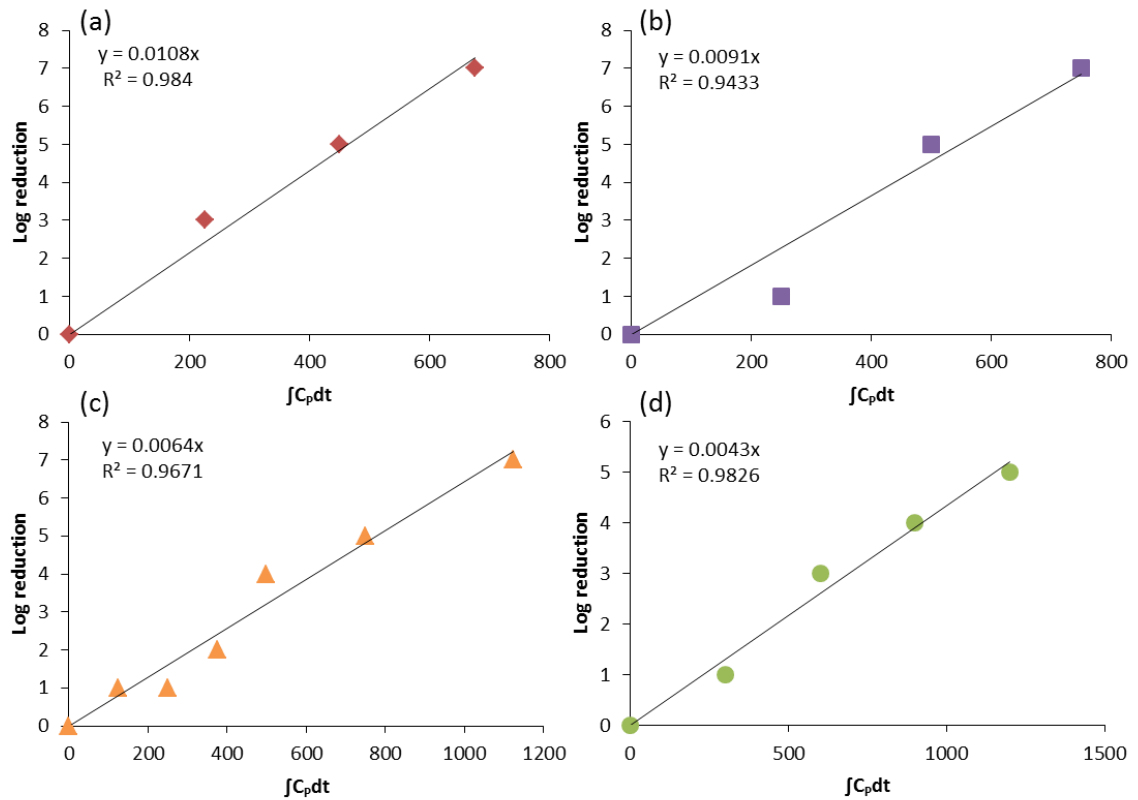 (a)
y = 0.0108x
R² = 0.984
Log reduction
8
7
6
5
4
3
2
1
0
0 200 400 600 800
∫Cₚdt
(b)
y = 0.0091x
R² = 0.9433
Log reduction
8
7
6
5
4
3
2
1
0
0 200 400 600 800
∫Cₚdt
(c)
y = 0.0064x
R² = 0.9671
Log reduction
8
7
6
5
4
3
2
1
0
0 200 400 600 800 1000 1200
∫Cₚdt
(d)
y = 0.0043x
R² = 0.9826
Log reduction
6
5
4
3
2
1
0
0 500 1000 1500
∫Cₚdt